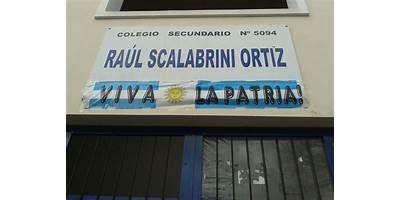 COLEGIO SECUNDARIO Nº 5094
RAÚL SCALABRINI ORTIZ
VIVA LA PATRIA!